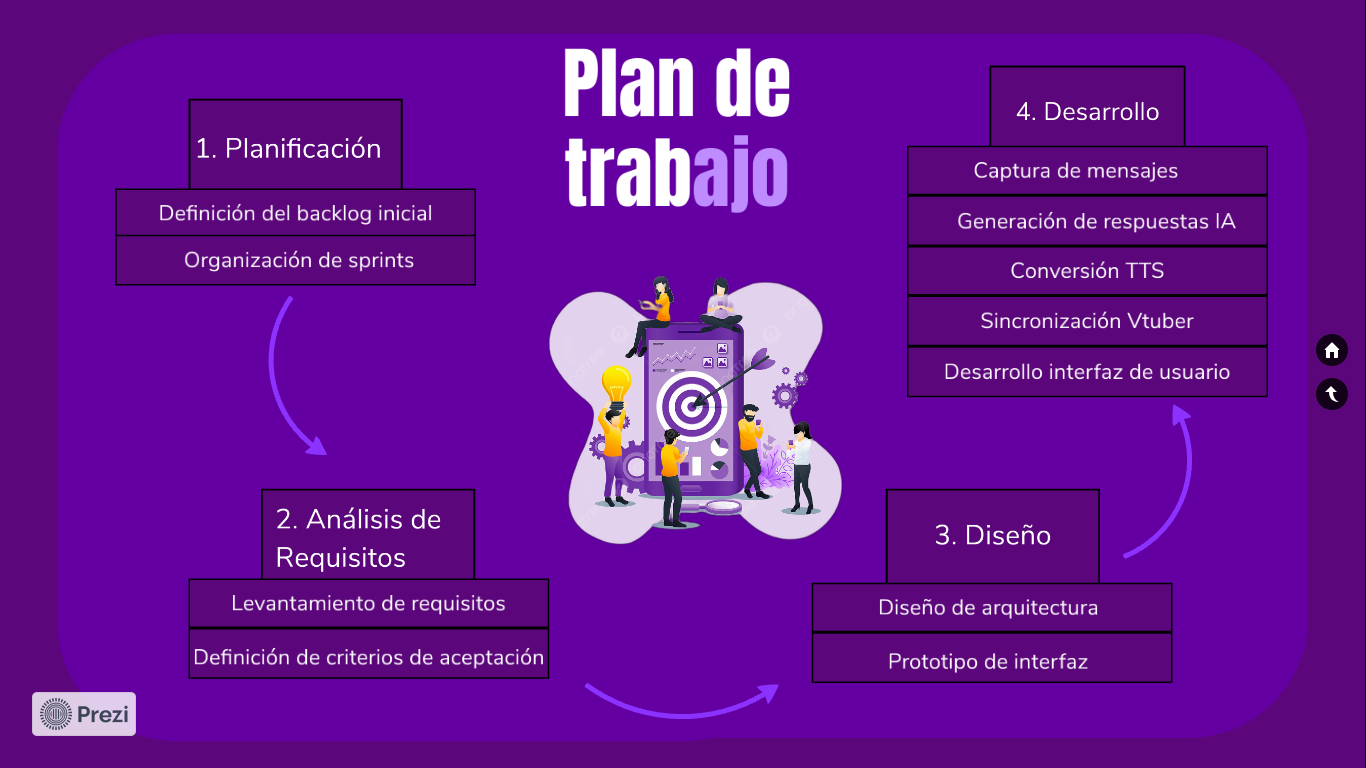 Plan de
trabajo
1. Planificación
Definición del backlog inicial
Organización de sprints
2. Análisis de
Requisitos
Levantamiento de requisitos
Definición de criterios de aceptación
3. Diseño
Diseño de arquitectura
Prototipo de interfaz
4. Desarrollo
Captura de mensajes
Generación de respuestas IA
Conversión TTS
Sincronización Vtuber
Desarrollo interfaz de usuario
Prezi